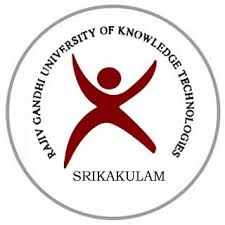 RAJIV GANDHI UNIVERSITY OF KNOWLEDGE TECHNOLOGIES
SRIKAKULAM